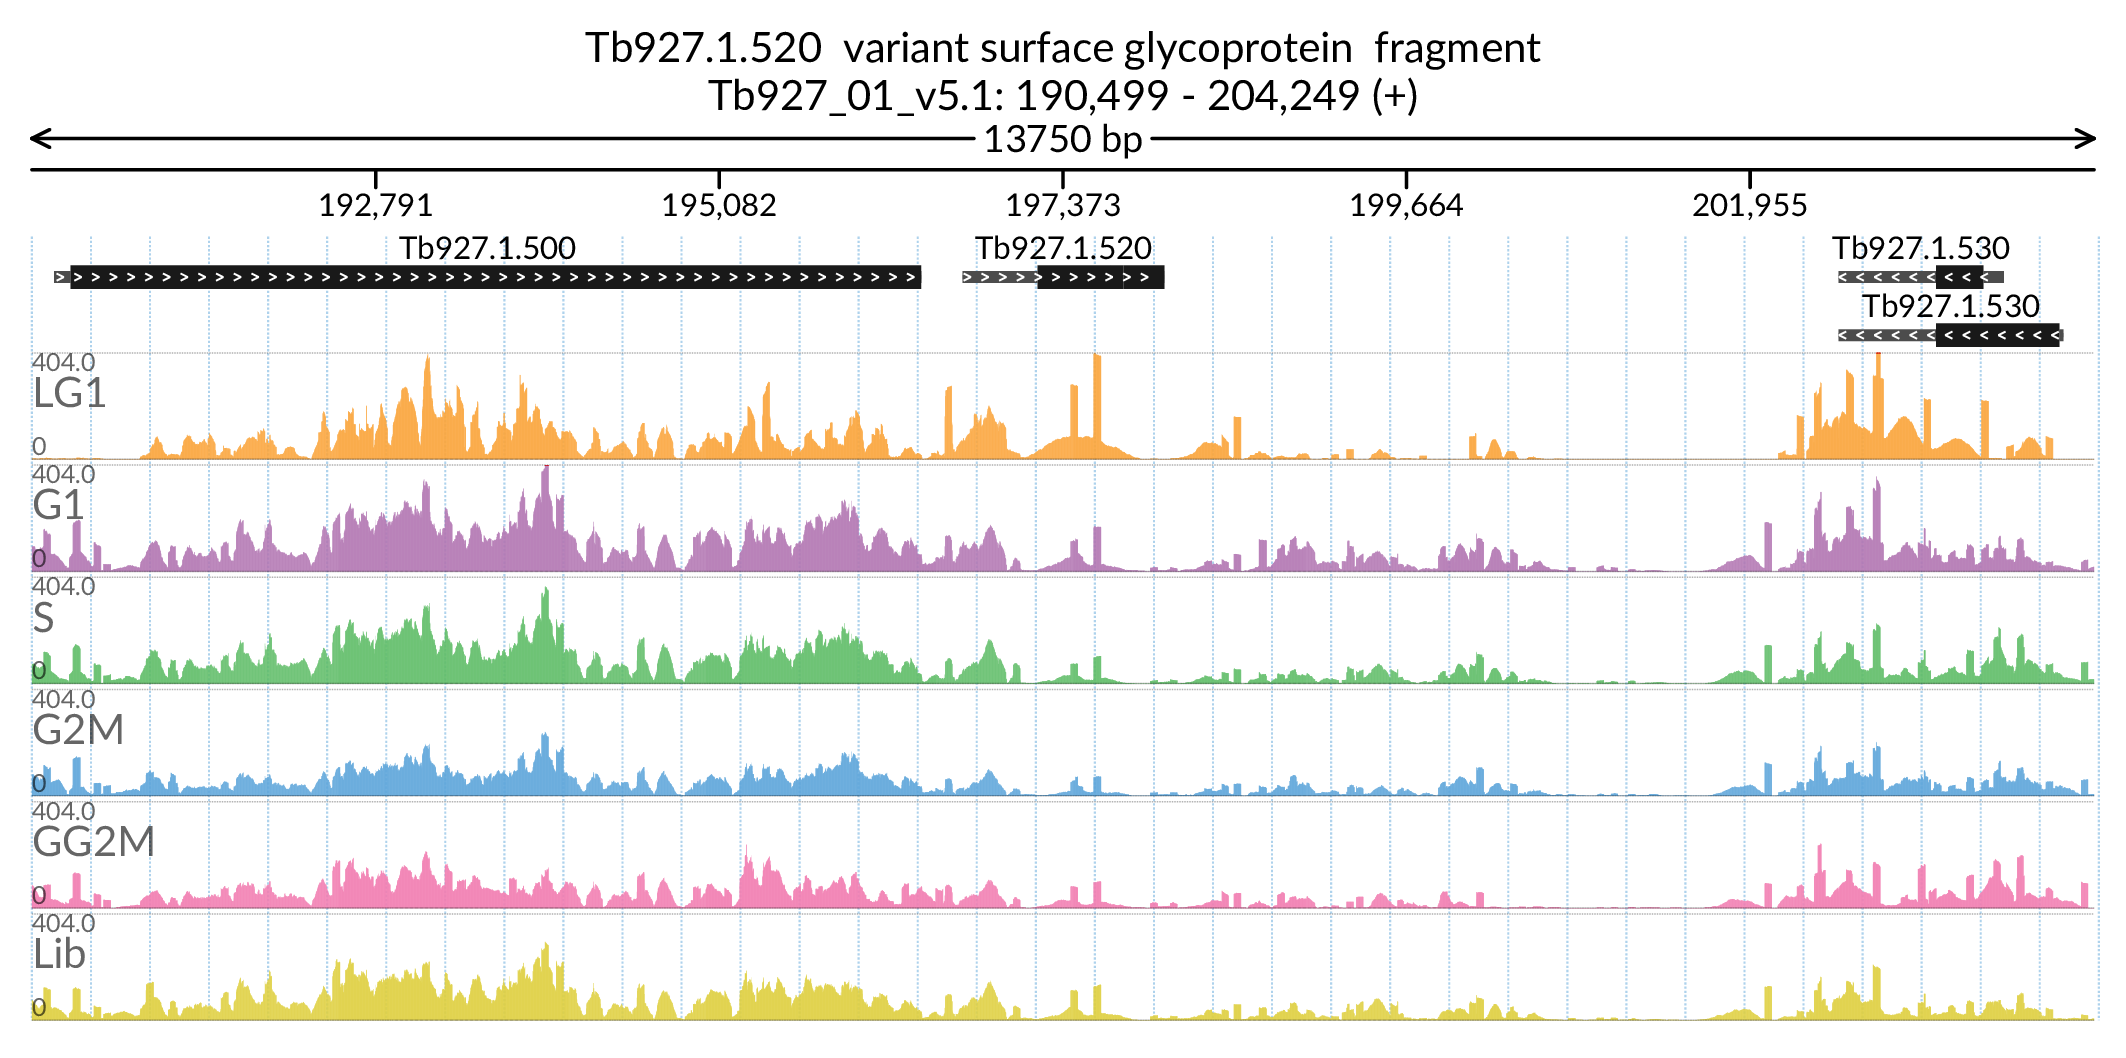 Tb927.1.520  variant surface glycoprotein  fragment
Tb927_01_v5.1: 190,499 - 204,249 (+)
13750 bp
192,791 195,082 197,373 199,664 201,955
Tb927.1.500 Tb927.1.520 Tb927.1.530
Tb927.1.530
404.0
LG1
0
404.0
G1
0
404.0
S
0
404.0
G2M
0
404.0
GG2M
0
404.0
Lib
0